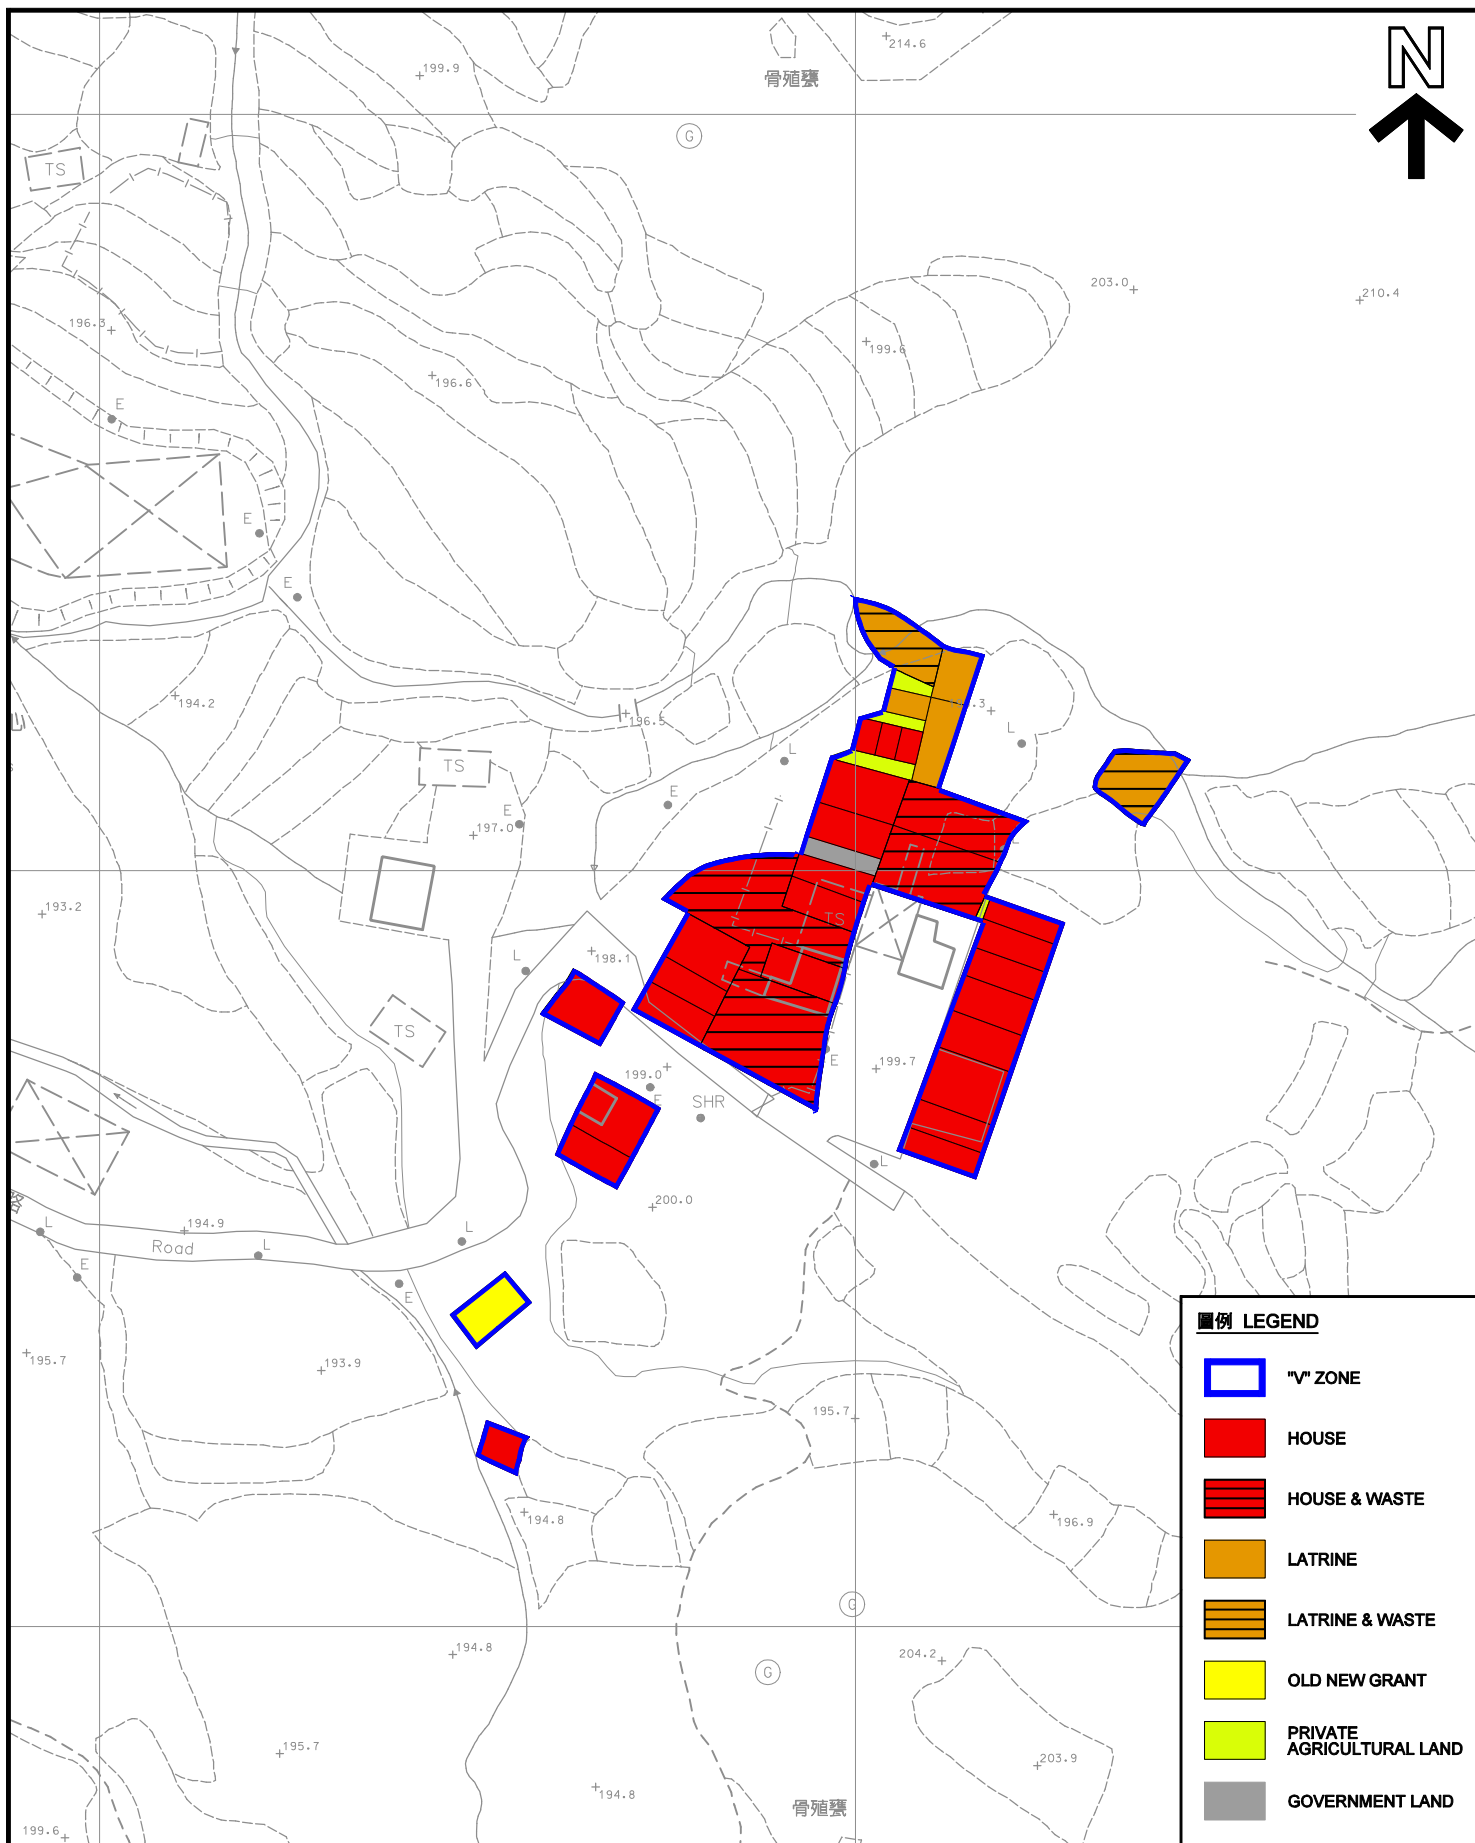 N
214.6
199.9
骨殖甕
G
TS
203.0
210.4
196.3
199.6
196.6
E
E
E
194.2
196.5
L
L
TS
E
E
197.0
193.2
TS
198.1
L
TS
199.0
E
E
199.7
SHR
L
200.0
194.9
L
Road
L
L
E
E
195.7
193.9
195.7
194.8
196.9
G
194.8
204.2
G
195.7
203.9
194.8
骨殖甕
199.6
圖例 LEGEND
"V" ZONE
HOUSE
HOUSE & WASTE
LATRINE
LATRINE & WASTE
OLD NEW GRANT
PRIVATE
AGRICULTURAL LAND
GOVERNMENT LAND